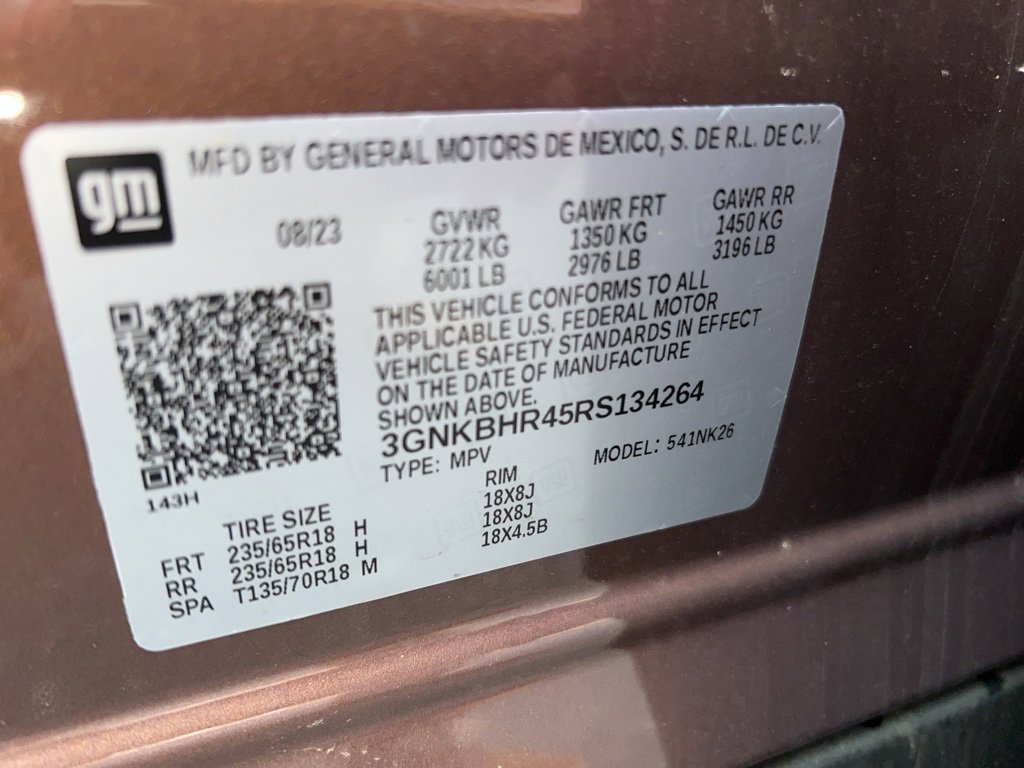 gm
MFD BY GENERAL MOTORS DE MEXICO, S. DE R.L. DE C.V.
08/23
GVWR
2722 KG
6001 LB
GAWR FRT
1350 KG
2976 LB
GAWR RR
1450 KG
3196 LB
THIS VEHICLE CONFORMS TO ALL
APPLICABLE U.S. FEDERAL MOTOR
VEHICLE SAFETY STANDARDS IN EFFECT
ON THE DATE OF MANUFACTURE
SHOWN ABOVE.
3GNKBHR45RS134264
TYPE: MPV MODEL: 541NK26
143H
TIRE SIZE RIM
FRT 235/65R18 H 18X8J
RR 235/65R18 H 18X8J
SPA T135/70R18 M 18X4.5B